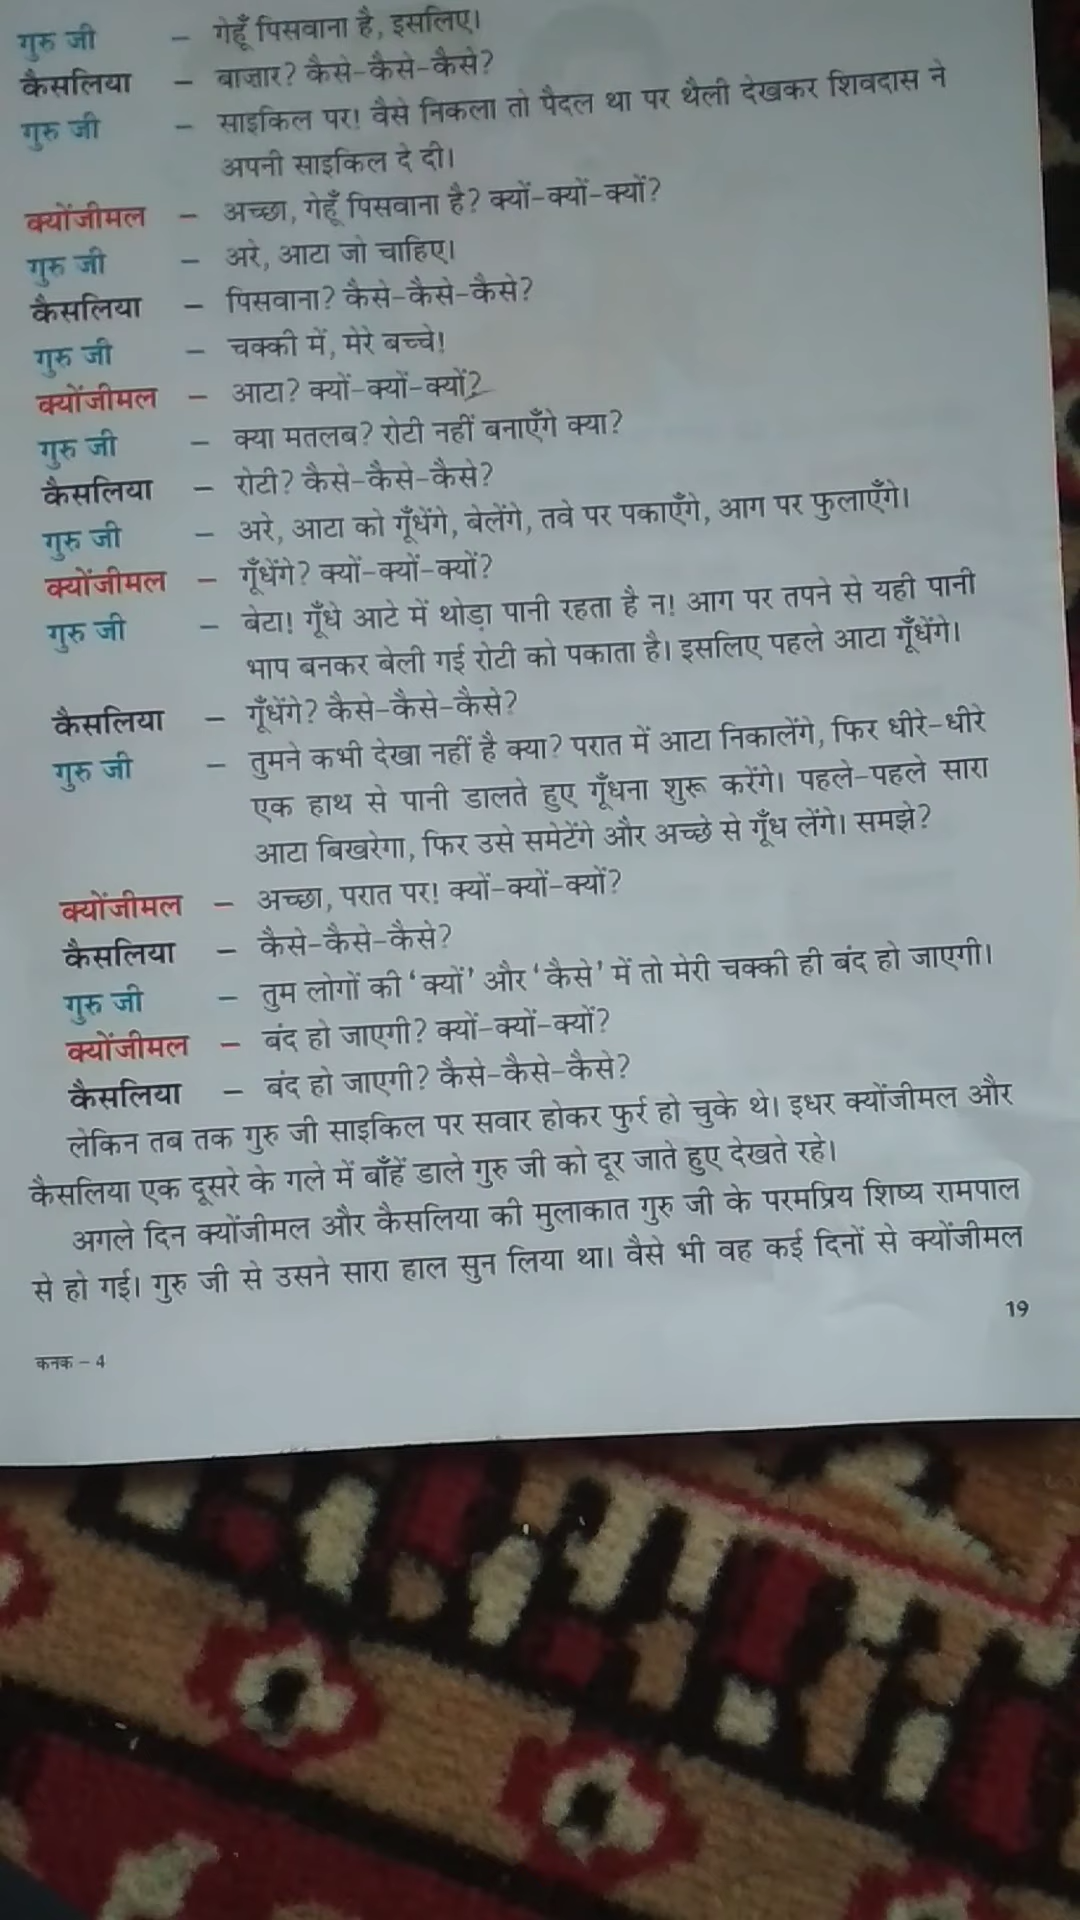 गुरु जी – गेहूँ पिसवाना है, इसलिए।
कैसलिया – बाज़ार? कैसे-कैसे-कैसे?
गुरु जी – साइकिल पर! वैसे निकला तो पैदल था पर थैली देखकर शिवदास ने
अपनी साइकिल दे दी।
क्योंजीमल – अच्छा, गेहूँ पिसवाना है? क्यों-क्यों-क्यों?
गुरु जी – अरे, आटा जो चाहिए।
कैसलिया – पिसवाना? कैसे-कैसे-कैसे?
गुरु जी – चक्की में, मेरे बच्चे!
क्योंजीमल – आटा? क्यों-क्यों-क्यों?
गुरु जी – क्या मतलब? रोटी नहीं बनाएँगे क्या?
कैसलिया – रोटी? कैसे-कैसे-कैसे?
गुरु जी – अरे, आटा को गूँधेंगे, बेलेंगे, तवे पर पकाएँगे, आग पर फुलाएँगे।
क्योंजीमल – गूँधेंगे? क्यों-क्यों-क्यों?
गुरु जी – बेटा! गूँधे आटे में थोड़ा पानी रहता है न! आग पर तपने से यही पानी
भाप बनकर बेली गई रोटी को पकाता है। इसलिए पहले आटा गूँधेंगे।
कैसलिया – गूँधेंगे? कैसे-कैसे-कैसे?
गुरु जी – तुमने कभी देखा नहीं है क्या? परात में आटा निकालेंगे, फिर धीरे-धीरे
एक हाथ से पानी डालते हुए गूँधना शुरू करेंगे। पहले-पहले सारा
आटा बिखरेगा, फिर उसे समेटेंगे और अच्छे से गूँध लेंगे। समझे?
क्योंजीमल – अच्छा, परात पर! क्यों-क्यों-क्यों?
कैसलिया – कैसे-कैसे-कैसे?
गुरु जी – तुम लोगों की ‘क्यों’ और ‘कैसे’ में तो मेरी चक्की ही बंद हो जाएगी।
क्योंजीमल – बंद हो जाएगी? क्यों-क्यों-क्यों?
कैसलिया – बंद हो जाएगी? कैसे-कैसे-कैसे?
लेकिन तब तक गुरु जी साइकिल पर सवार होकर फुर्र हो चुके थे। इधर क्योंजीमल और
कैसलिया एक दूसरे के गले में बाँहें डाले गुरु जी को दूर जाते हुए देखते रहे।
अगले दिन क्योंजीमल और कैसलिया की मुलाकात गुरु जी के परमप्रिय शिष्य रामपाल
से हो गई। गुरु जी से उसने सारा हाल सुन लिया था। वैसे भी वह कई दिनों से क्योंजीमल
19
कनक – 4